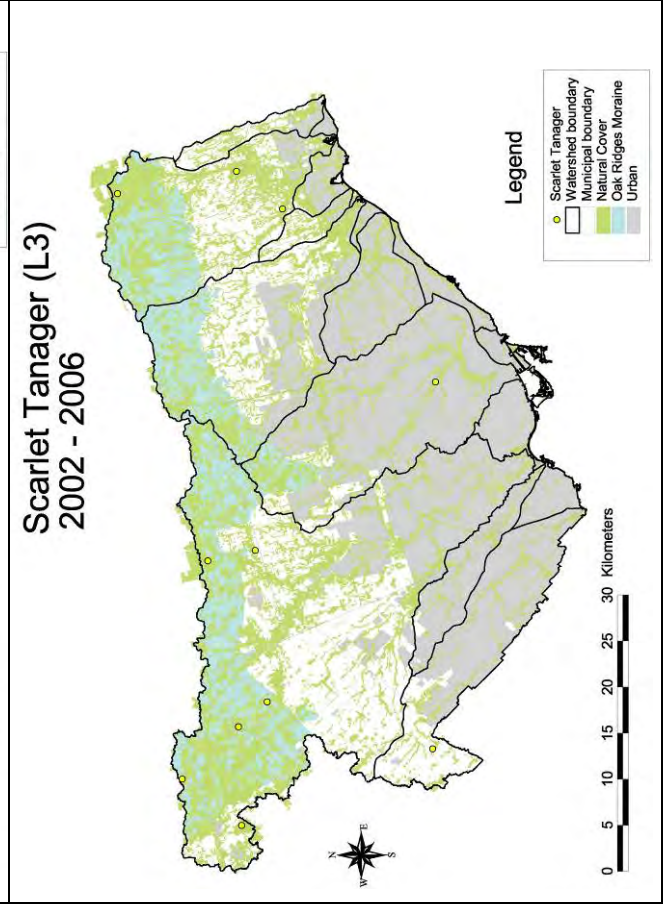 Scarlet Tanager (L3)
2002 - 2006
Legend
Scarlet Tanager
Watershed boundary
Municipal boundary
Natural Cover
Oak Ridges Moraine
Urban
N
W
E
S
0 5 10 15 20 25 30 Kilometers